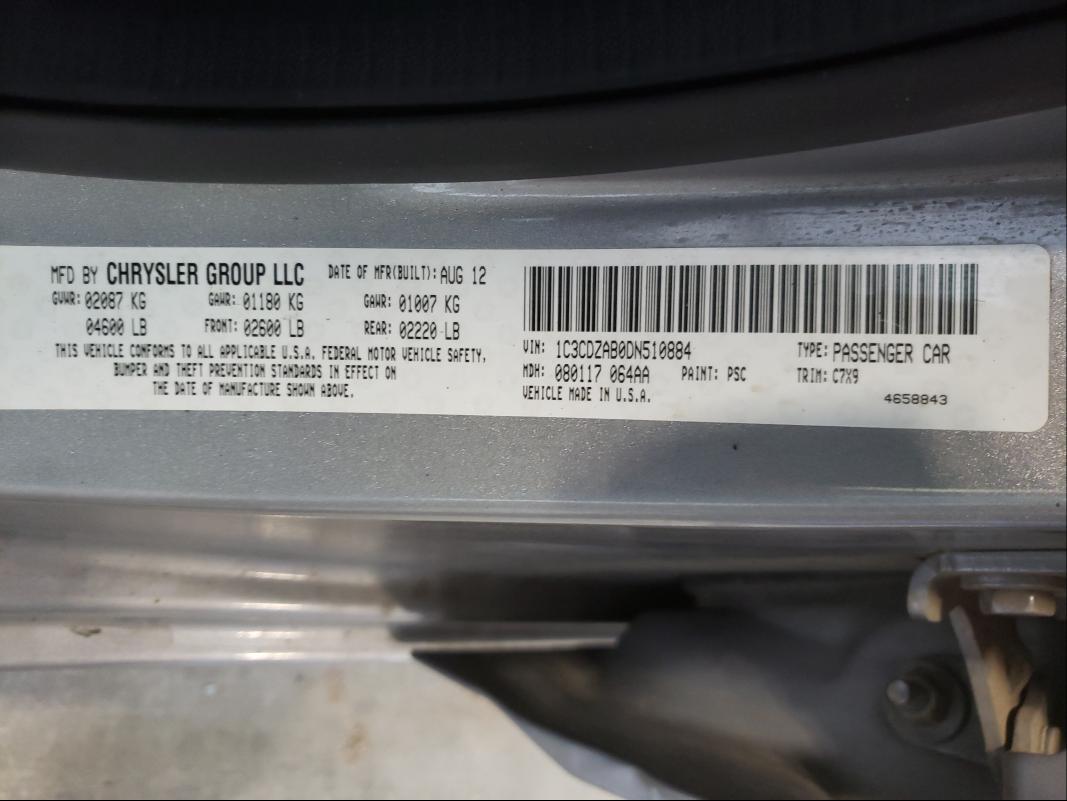 MFD BY CHRYSLER GROUP LLC DATE OF MFR(BUILT): AUG 12
GVWR: 02087 KG GAWR: 01180 KG GAWR: 01007 KG
04600 LB FRONT: 02600 LB REAR: 02220 LB
THIS VEHICLE CONFORMS TO ALL APPLICABLE U.S.A. FEDERAL MOTOR VEHICLE SAFETY,
BUMPER AND THEFT PREVENTION STANDARDS IN EFFECT ON
THE DATE OF MANUFACTURE SHOWN ABOVE.
VIN: 1C3CDZAB0DN510884 TYPE: PASSENGER CAR
MDH: 080117 064AA PAINT: PSC TRIM: C7X9
VEHICLE MADE IN U.S.A. 4658843